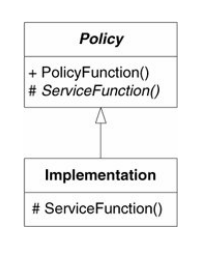 Policy
+ PolicyFunction()
# ServiceFunction()
Implementation
# ServiceFunction()